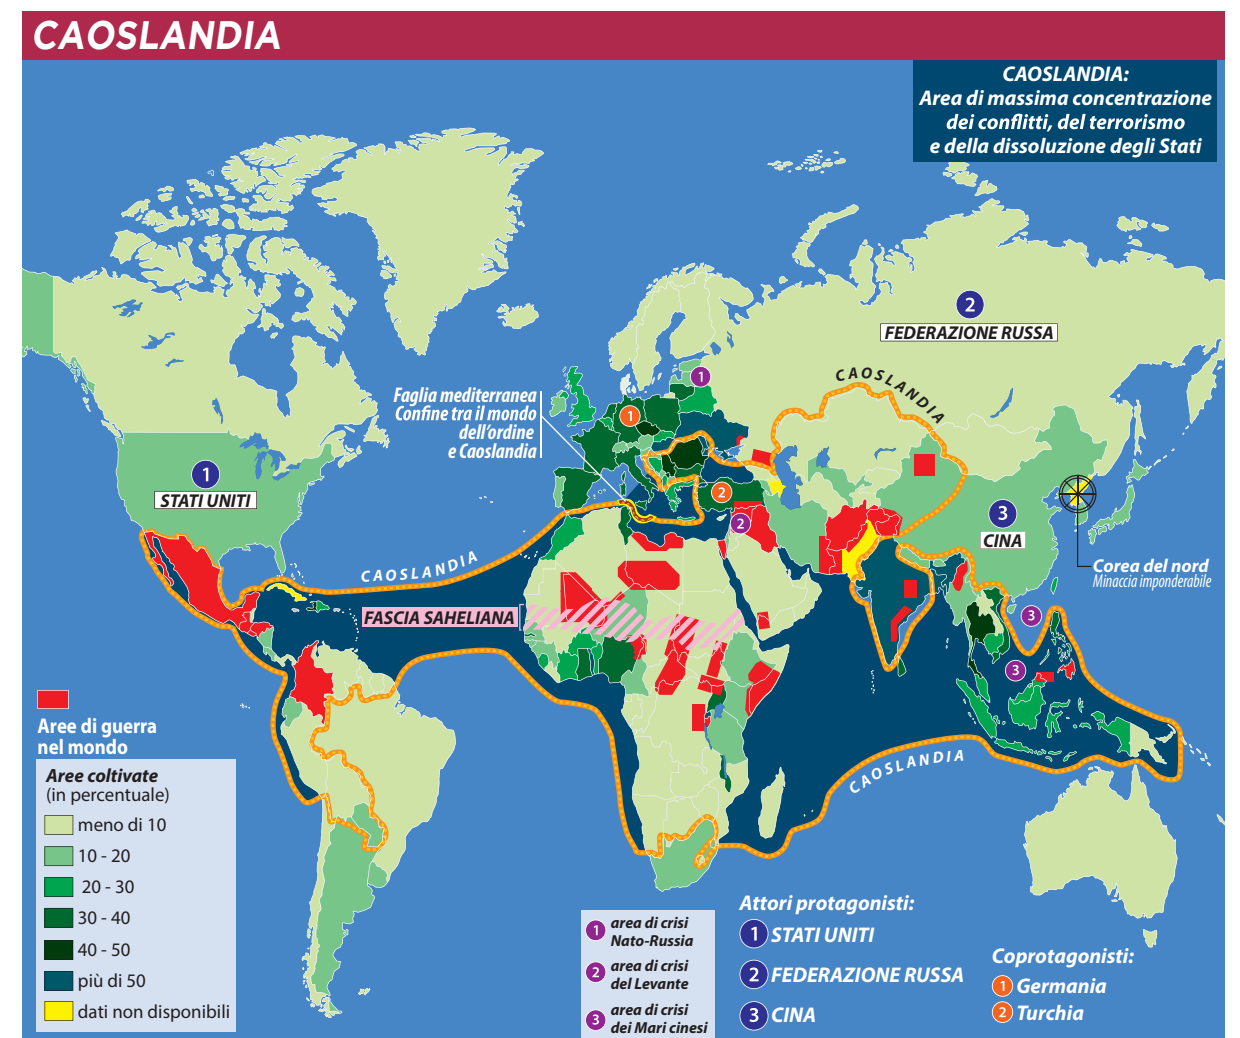 CAOSLANDIA
CAOSLANDIA:
Area di massima concentrazione
dei conflitti, del terrorismo
e della dissoluzione degli Stati
2
FEDERAZIONE RUSSA
CAOSLANDIA
1
Faglia mediterranea
Confine tra il mondo
dell'ordine
e Caoslandia
1
1
STATI UNITI
2
2
3
CINA
CAOSLANDIA
Corea del nord
Minaccia imponderabile
FASCIA SAHELIANA
3
3
CAOSLANDIA
Aree di guerra
nel mondo
Aree coltivate
(in percentuale)
meno di 10
10 - 20
20 - 30
30 - 40
40 - 50
più di 50
dati non disponibili
1 area di crisi
Nato-Russia
2 area di crisi
del Levante
3 area di crisi
dei Mari cinesi
Attori protagonisti:
1 STATI UNITI
2 FEDERAZIONE RUSSA
3 CINA
Coprotagonisti:
1 Germania
2 Turchia